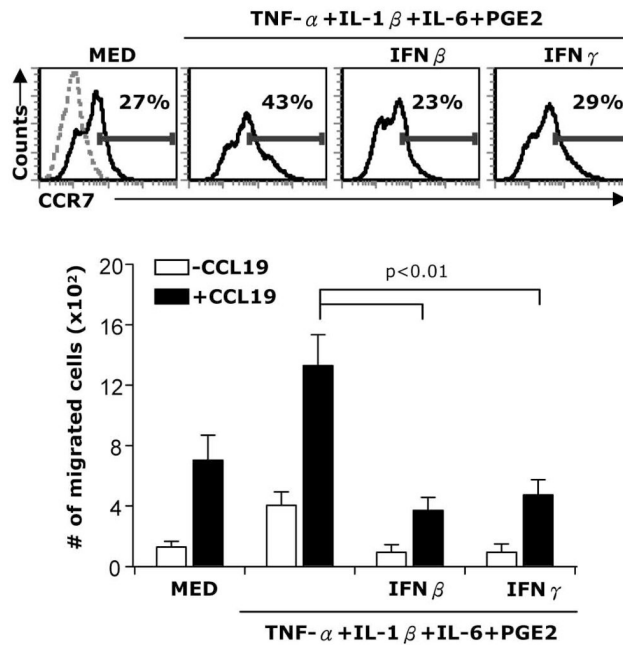 TNF-α+IL-1β+IL-6+PGE2
MED IFNβ IFNγ
27% 43% 23% 29%
Counts
CCR7
20
16
12
8
4
0
# of migrated cells (x10²)
-CCL19
+CCL19
p<0.01
MED IFNβ IFNγ
TNF-α+IL-1β+IL-6+PGE2